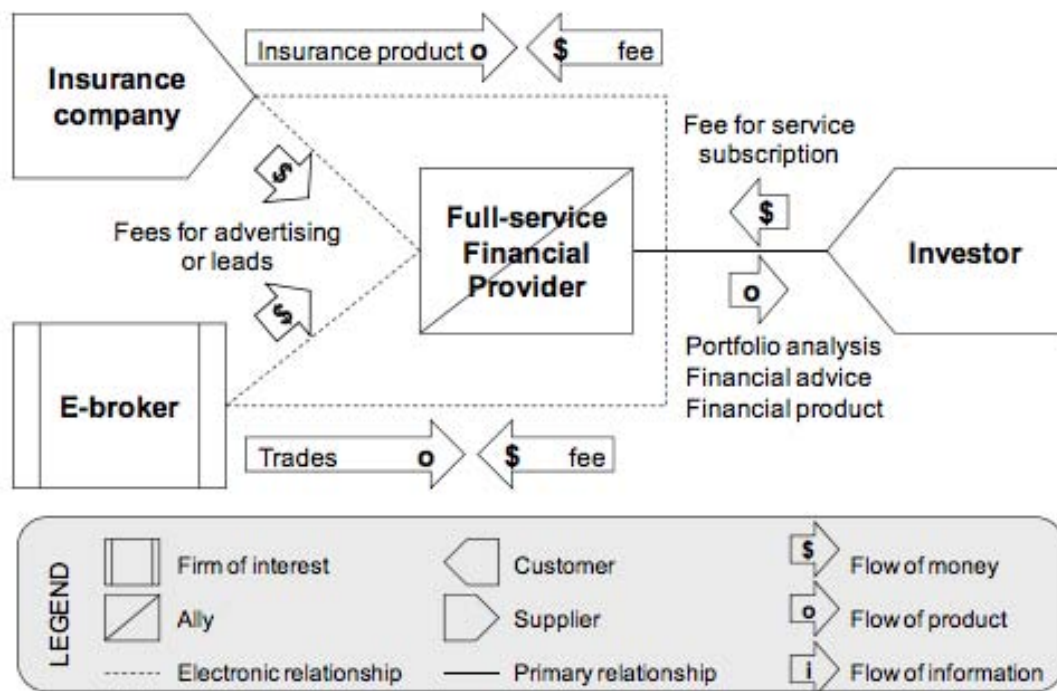 Insurance product o
$ fee
Insurance
company
Fee for service
subscription
$
$
Fees for advertising
or leads
$
Full-service
Financial
Provider
Investor
o
Portfolio analysis
Financial advice
Financial product
E-broker
Trades o
$ fee
LEGEND
Firm of interest
Customer
$ Flow of money
Ally
Supplier
o Flow of product
Electronic relationship
Primary relationship
i Flow of information